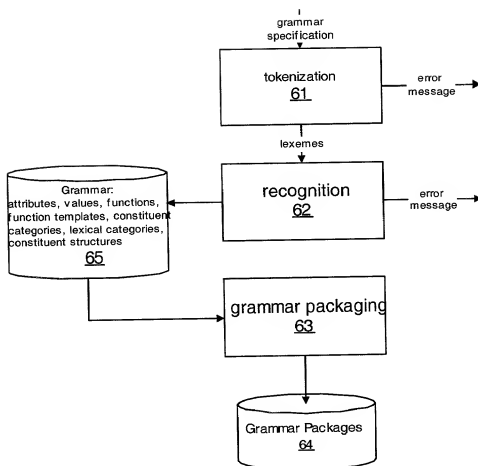 grammar
specification
tokenization
61
error
message
lexemes
recognition
62
error
message
Grammar:
attributes, values, functions,
function templates, constituent
categories, lexical categories,
constituent structures
65
grammar packaging
63
Grammar Packages
64